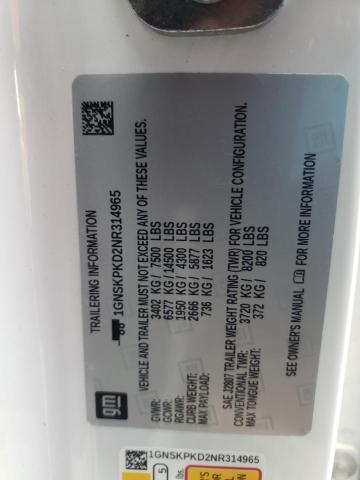 TRAILERING INFORMATION
1GNSKPKD2NR314965
VEHICLE AND TRAILER MUST NOT EXCEED ANY OF THESE VALUES.
GVWR: 3402 KG / 7500 LBS
GCWR: 6577 KG / 14500 LBS
RGAWR: 1950 KG / 4300 LBS
CURB WEIGHT: 2666 KG / 5877 LBS
MAX PAYLOAD: 736 KG / 1623 LBS
SAE J2807 TRAILER WEIGHT RATING (TWR) FOR VEHICLE CONFIGURATION.
CONVENTIONAL TWR: 3720 KG / 8200 LBS
MAX TONGUE WEIGHT: 372 KG / 820 LBS
SEE OWNER'S MANUAL FOR MORE INFORMATION.
gm
1GNSKPKD2NR314965
5
lbs.